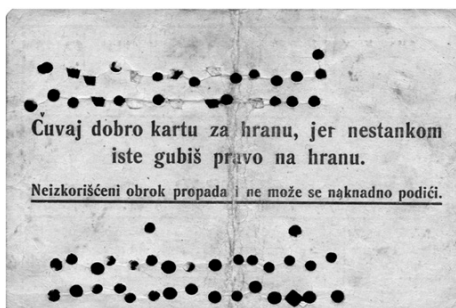 Čuvaj dobro kartu za hranu, jer nestankom
iste gubiš pravo na hranu.
Neizkorišćeni obrok propada i ne može se naknadno podići.